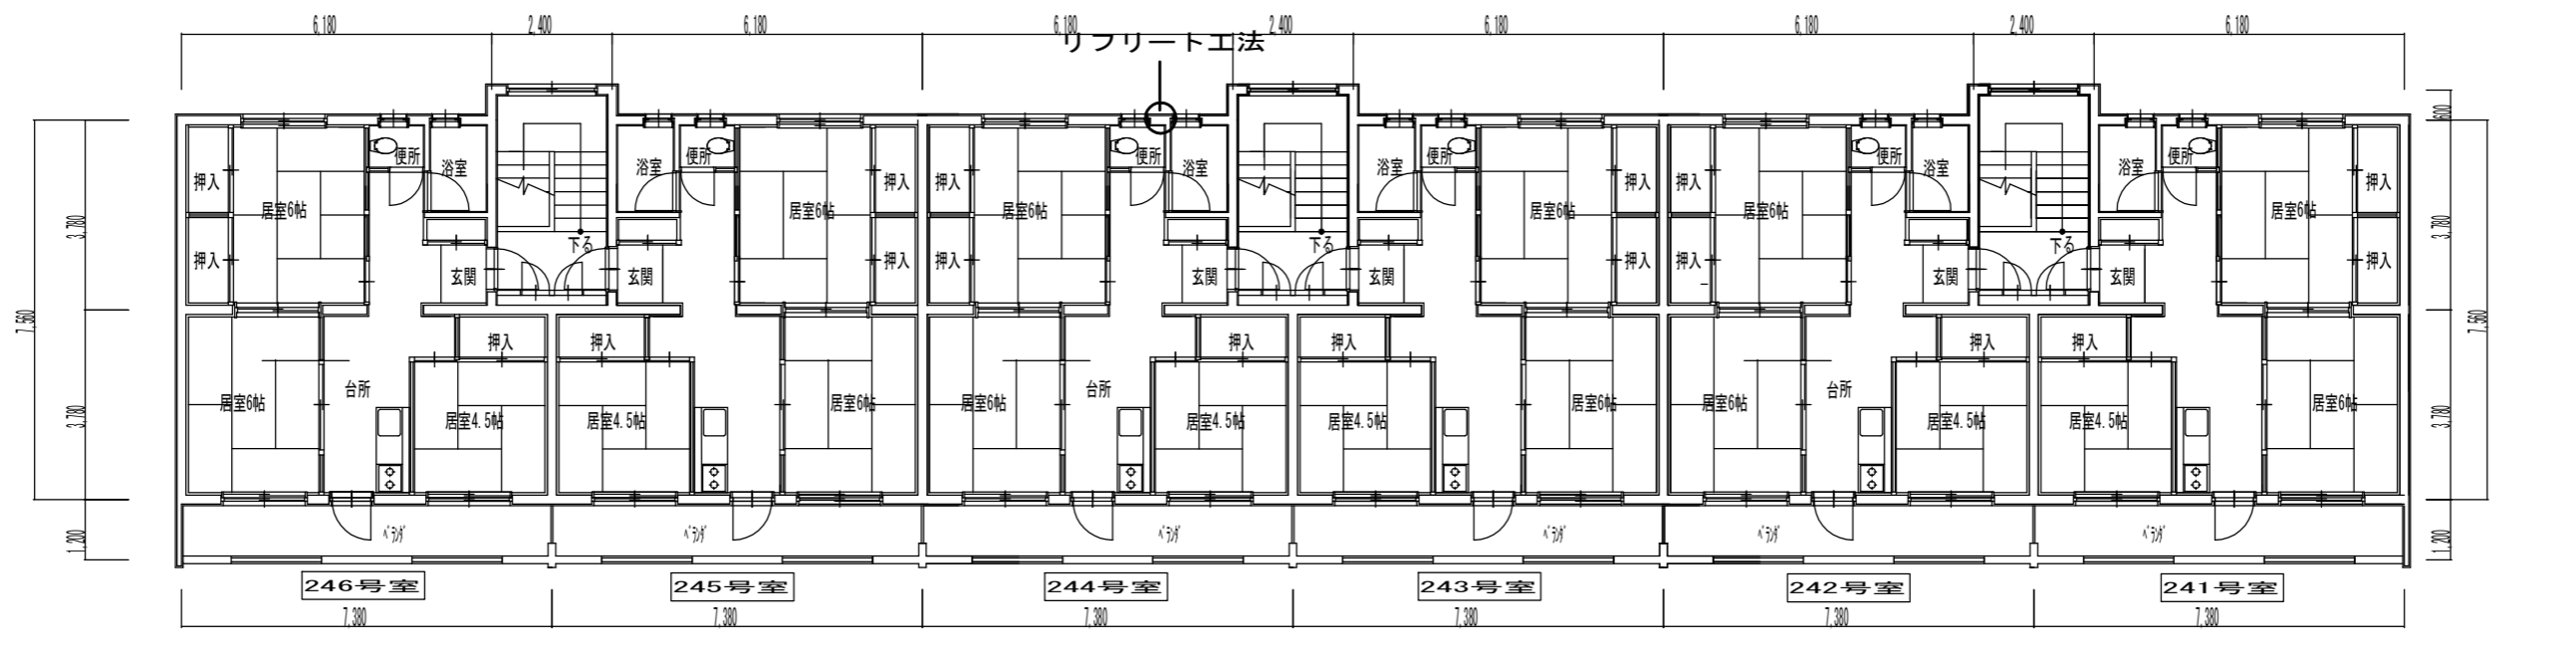 6,180 2,400 6,180 6,180 2,400 6,180 6,180 2,400 6,180
リフリート工法
600
便所 便所 便所 便所 便所 便所
浴室 浴室 浴室 浴室 浴室 浴室
押入 押入 押入 押入 押入 押入
居室6帖 居室6帖 居室6帖 居室6帖 居室6帖 居室6帖
3,780 3,780
下る 下る 下る
押入 押入 押入 押入 押入 押入
玄関 玄関 玄関 玄関 玄関 玄関
7,560 7,560
押入 押入 押入 押入 押入 押入
台所 台所 台所
居室6帖 居室6帖 居室6帖 居室6帖 居室6帖 居室6帖
3,780 3,780
居室4.5帖 居室4.5帖 居室4.5帖 居室4.5帖 居室4.5帖 居室4.5帖
ベランダ ベランダ ベランダ ベランダ ベランダ ベランダ
1,200 1,200
246号室 245号室 244号室 243号室 242号室 241号室
7,380 7,380 7,380 7,380 7,380 7,380